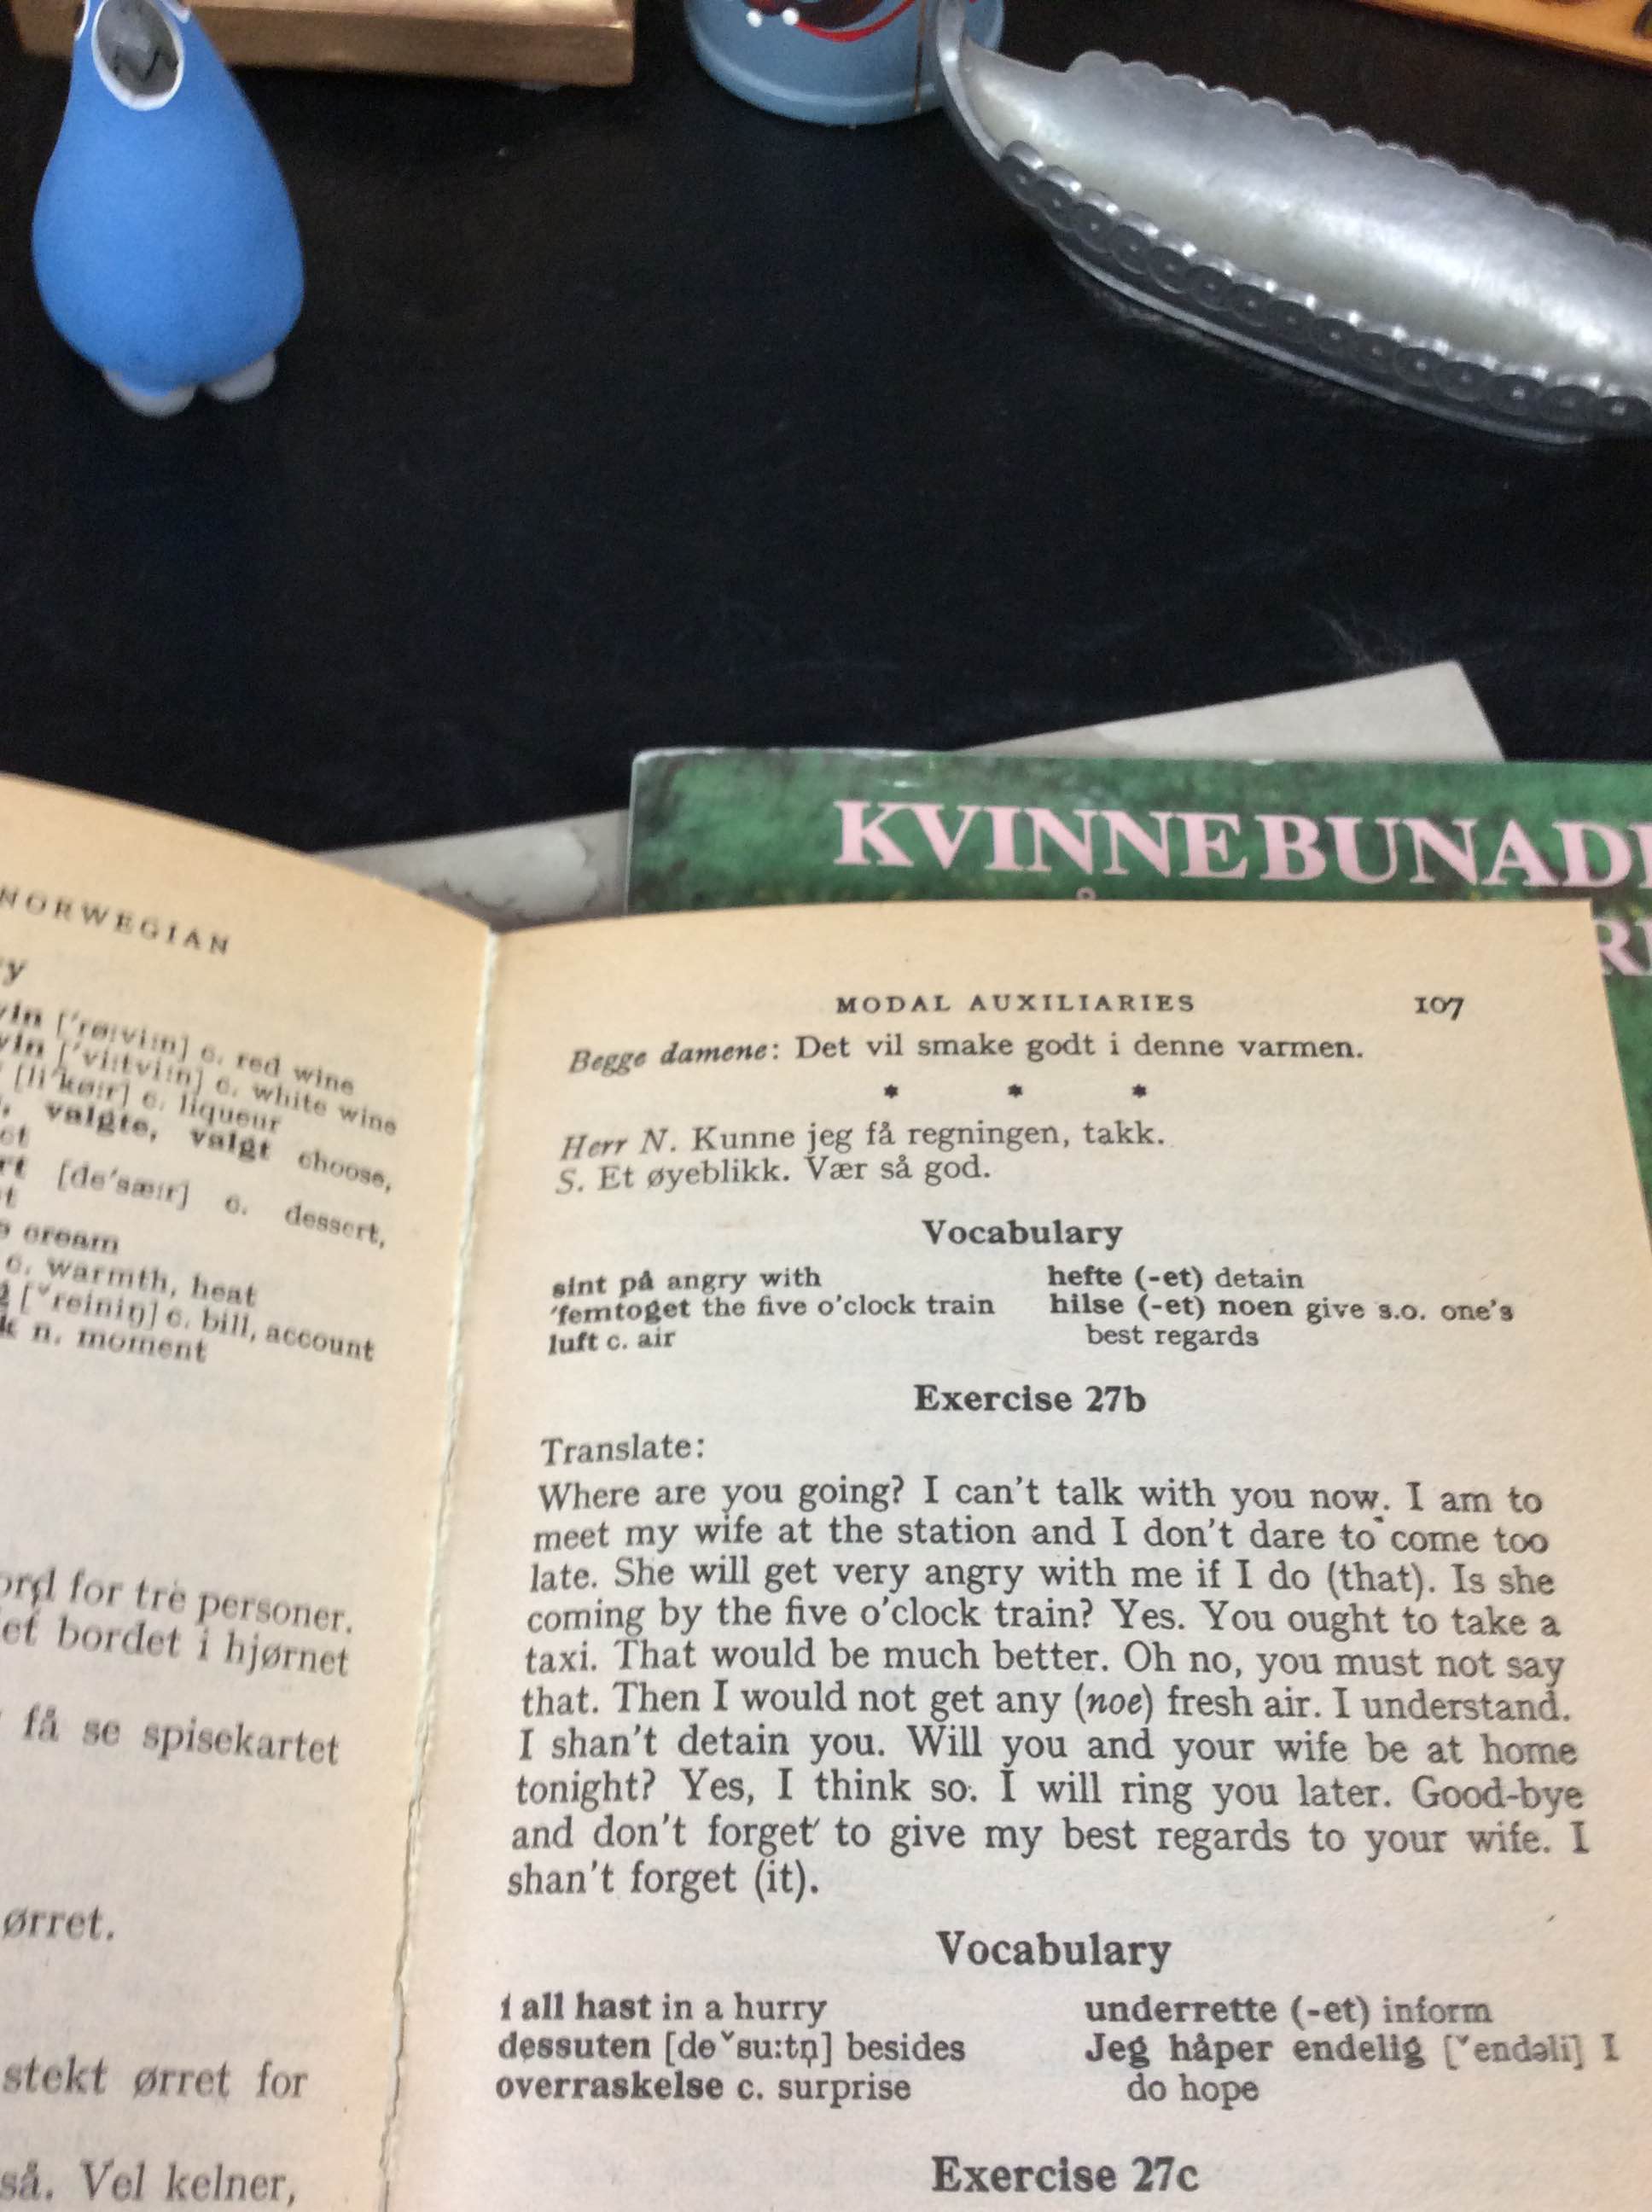 KVINNEBUNADE
NORWEGIAN
['rø:vi:n] c. red wine
['vi:tvi:n] c. white wine
[li'kø:r] c. liqueur
valgte, valgt choose,
[de'sæ:r] c. dessert,
cream
c. warmth, heat
[ˇreiniŋ] c. bill, account
n. moment
for tre personer.
bordet i hjørnet
få se spisekartet
ørret.
stekt ørret for
så. Vel kelner,
MODAL AUXILIARIES 107
Begge damene: Det vil smake godt i denne varmen.
* * *
Herr N. Kunne jeg få regningen, takk.
S. Et øyeblikk. Vær så god.
Vocabulary
sint på angry with
'femtoget the five o'clock train
luft c. air
hefte (-et) detain
hilse (-et) noen give s.o. one's
best regards
Exercise 27b
Translate:
Where are you going? I can't talk with you now. I am to
meet my wife at the station and I don't dare to come too
late. She will get very angry with me if I do (that). Is she
coming by the five o'clock train? Yes. You ought to take a
taxi. That would be much better. Oh no, you must not say
that. Then I would not get any (noe) fresh air. I understand.
I shan't detain you. Will you and your wife be at home
tonight? Yes, I think so. I will ring you later. Good-bye
and don't forget to give my best regards to your wife. I
shan't forget (it).
Vocabulary
i all hast in a hurry
dessuten [deˇsu:tn̩] besides
overraskelse c. surprise
underrette (-et) inform
Jeg håper endelig [ˇendəli] I
do hope
Exercise 27c